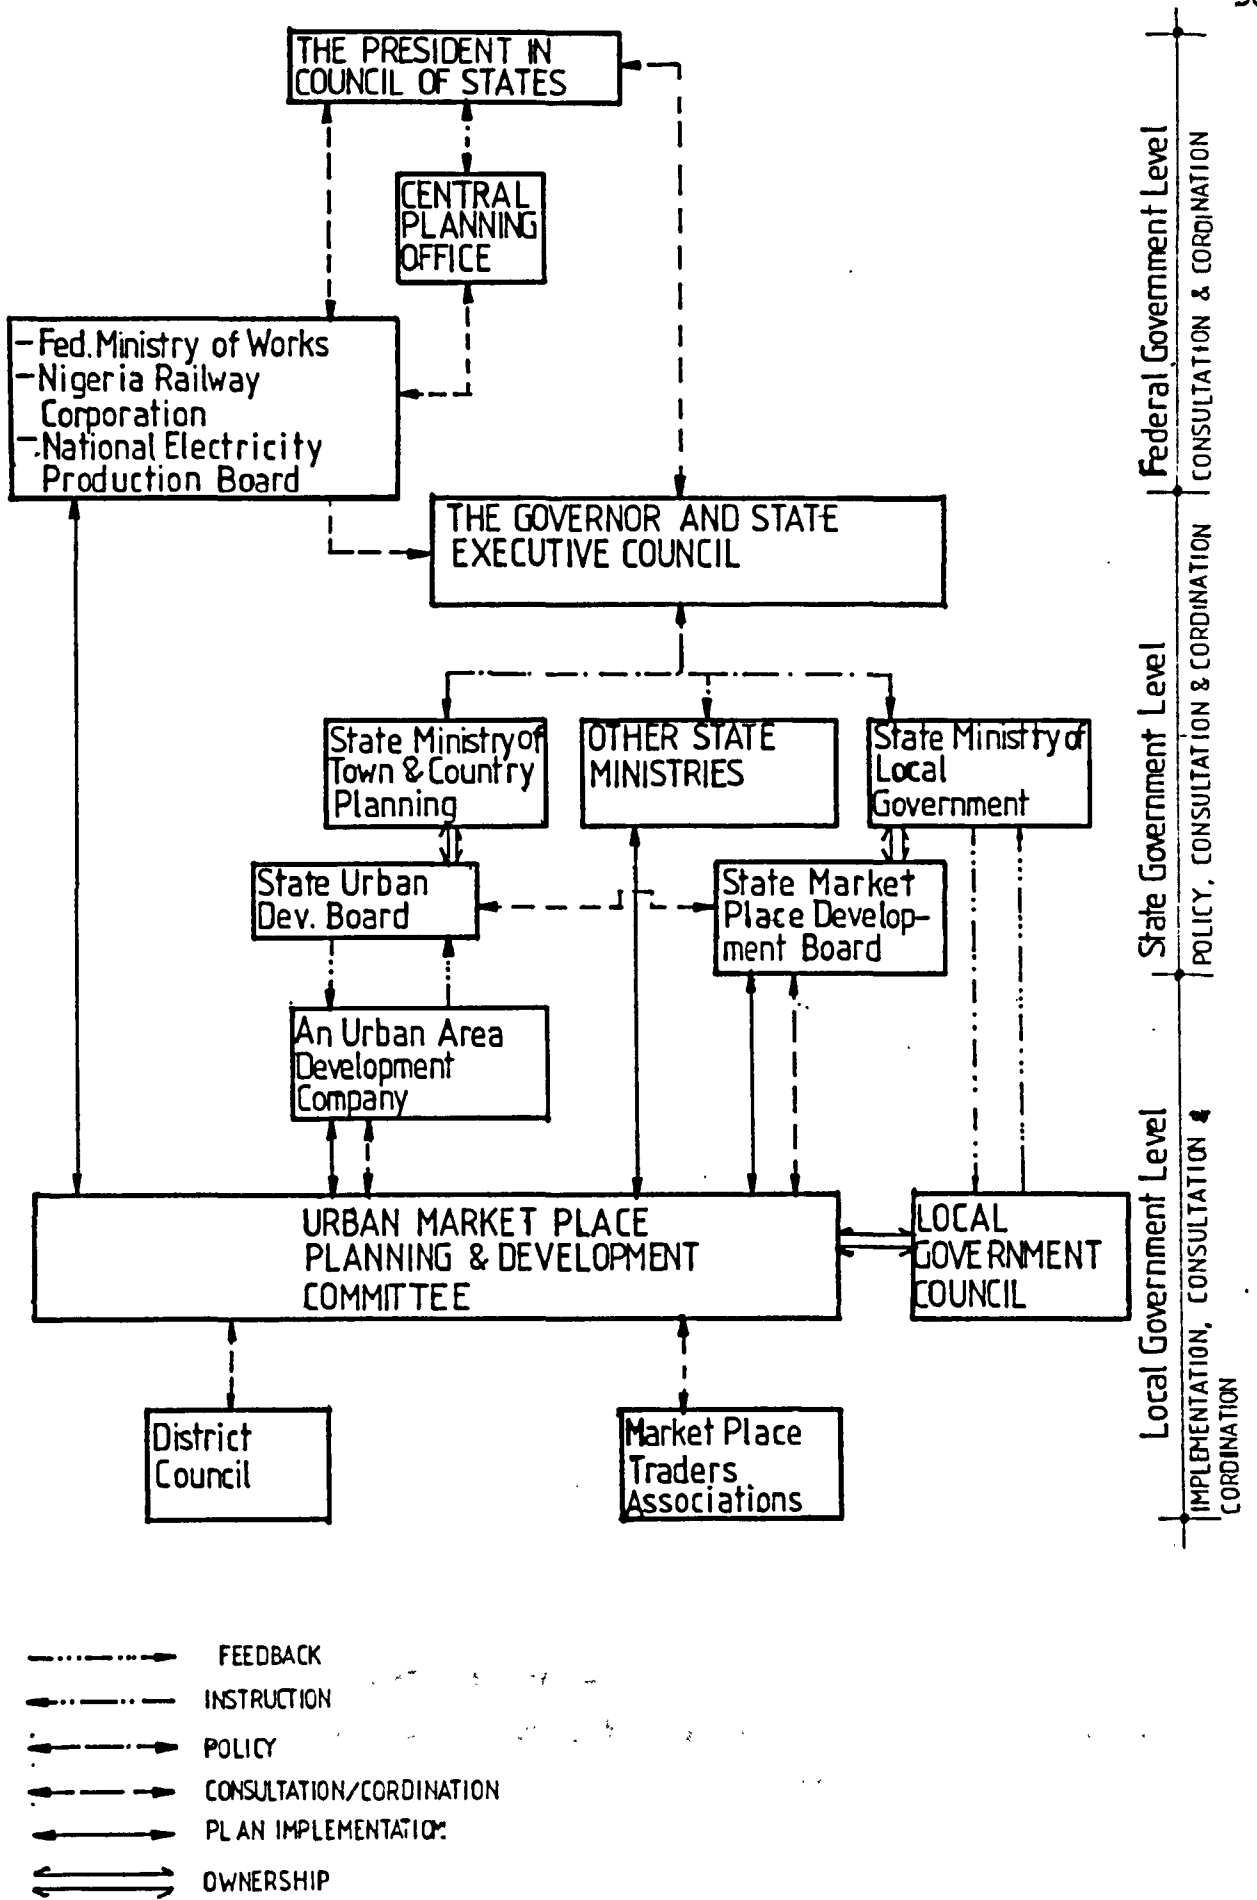 THE PRESIDENT IN
COUNCIL OF STATES
CENTRAL
PLANNING
OFFICE
-Fed. Ministry of Works
-Nigeria Railway
Corporation
-National Electricity
Production Board
THE GOVERNOR AND STATE
EXECUTIVE COUNCIL
State Ministry of
Town & Country
Planning
OTHER STATE
MINISTRIES
State Ministry of
Local
Government
State Urban
Dev. Board
State Market
Place Develop-
ment Board
An Urban Area
Development
Company
URBAN MARKET PLACE
PLANNING & DEVELOPMENT
COMMITTEE
LOCAL
GOVERNMENT
COUNCIL
District
Council
Market Place
Traders
Associations
Federal Government Level
CONSULTATION & CORDINATION
State Government Level
POLICY, CONSULTATION & CORDINATION
Local Government Level
IMPLEMENTATION, CONSULTATION &
CORDINATION
FEEDBACK
INSTRUCTION
POLICY
CONSULTATION/CORDINATION
PLAN IMPLEMENTATION
OWNERSHIP